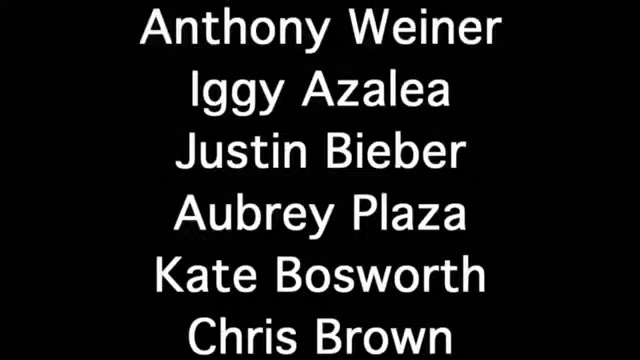 Anthony Weiner
Iggy Azalea
Justin Bieber
Aubrey Plaza
Kate Bosworth
Chris Brown